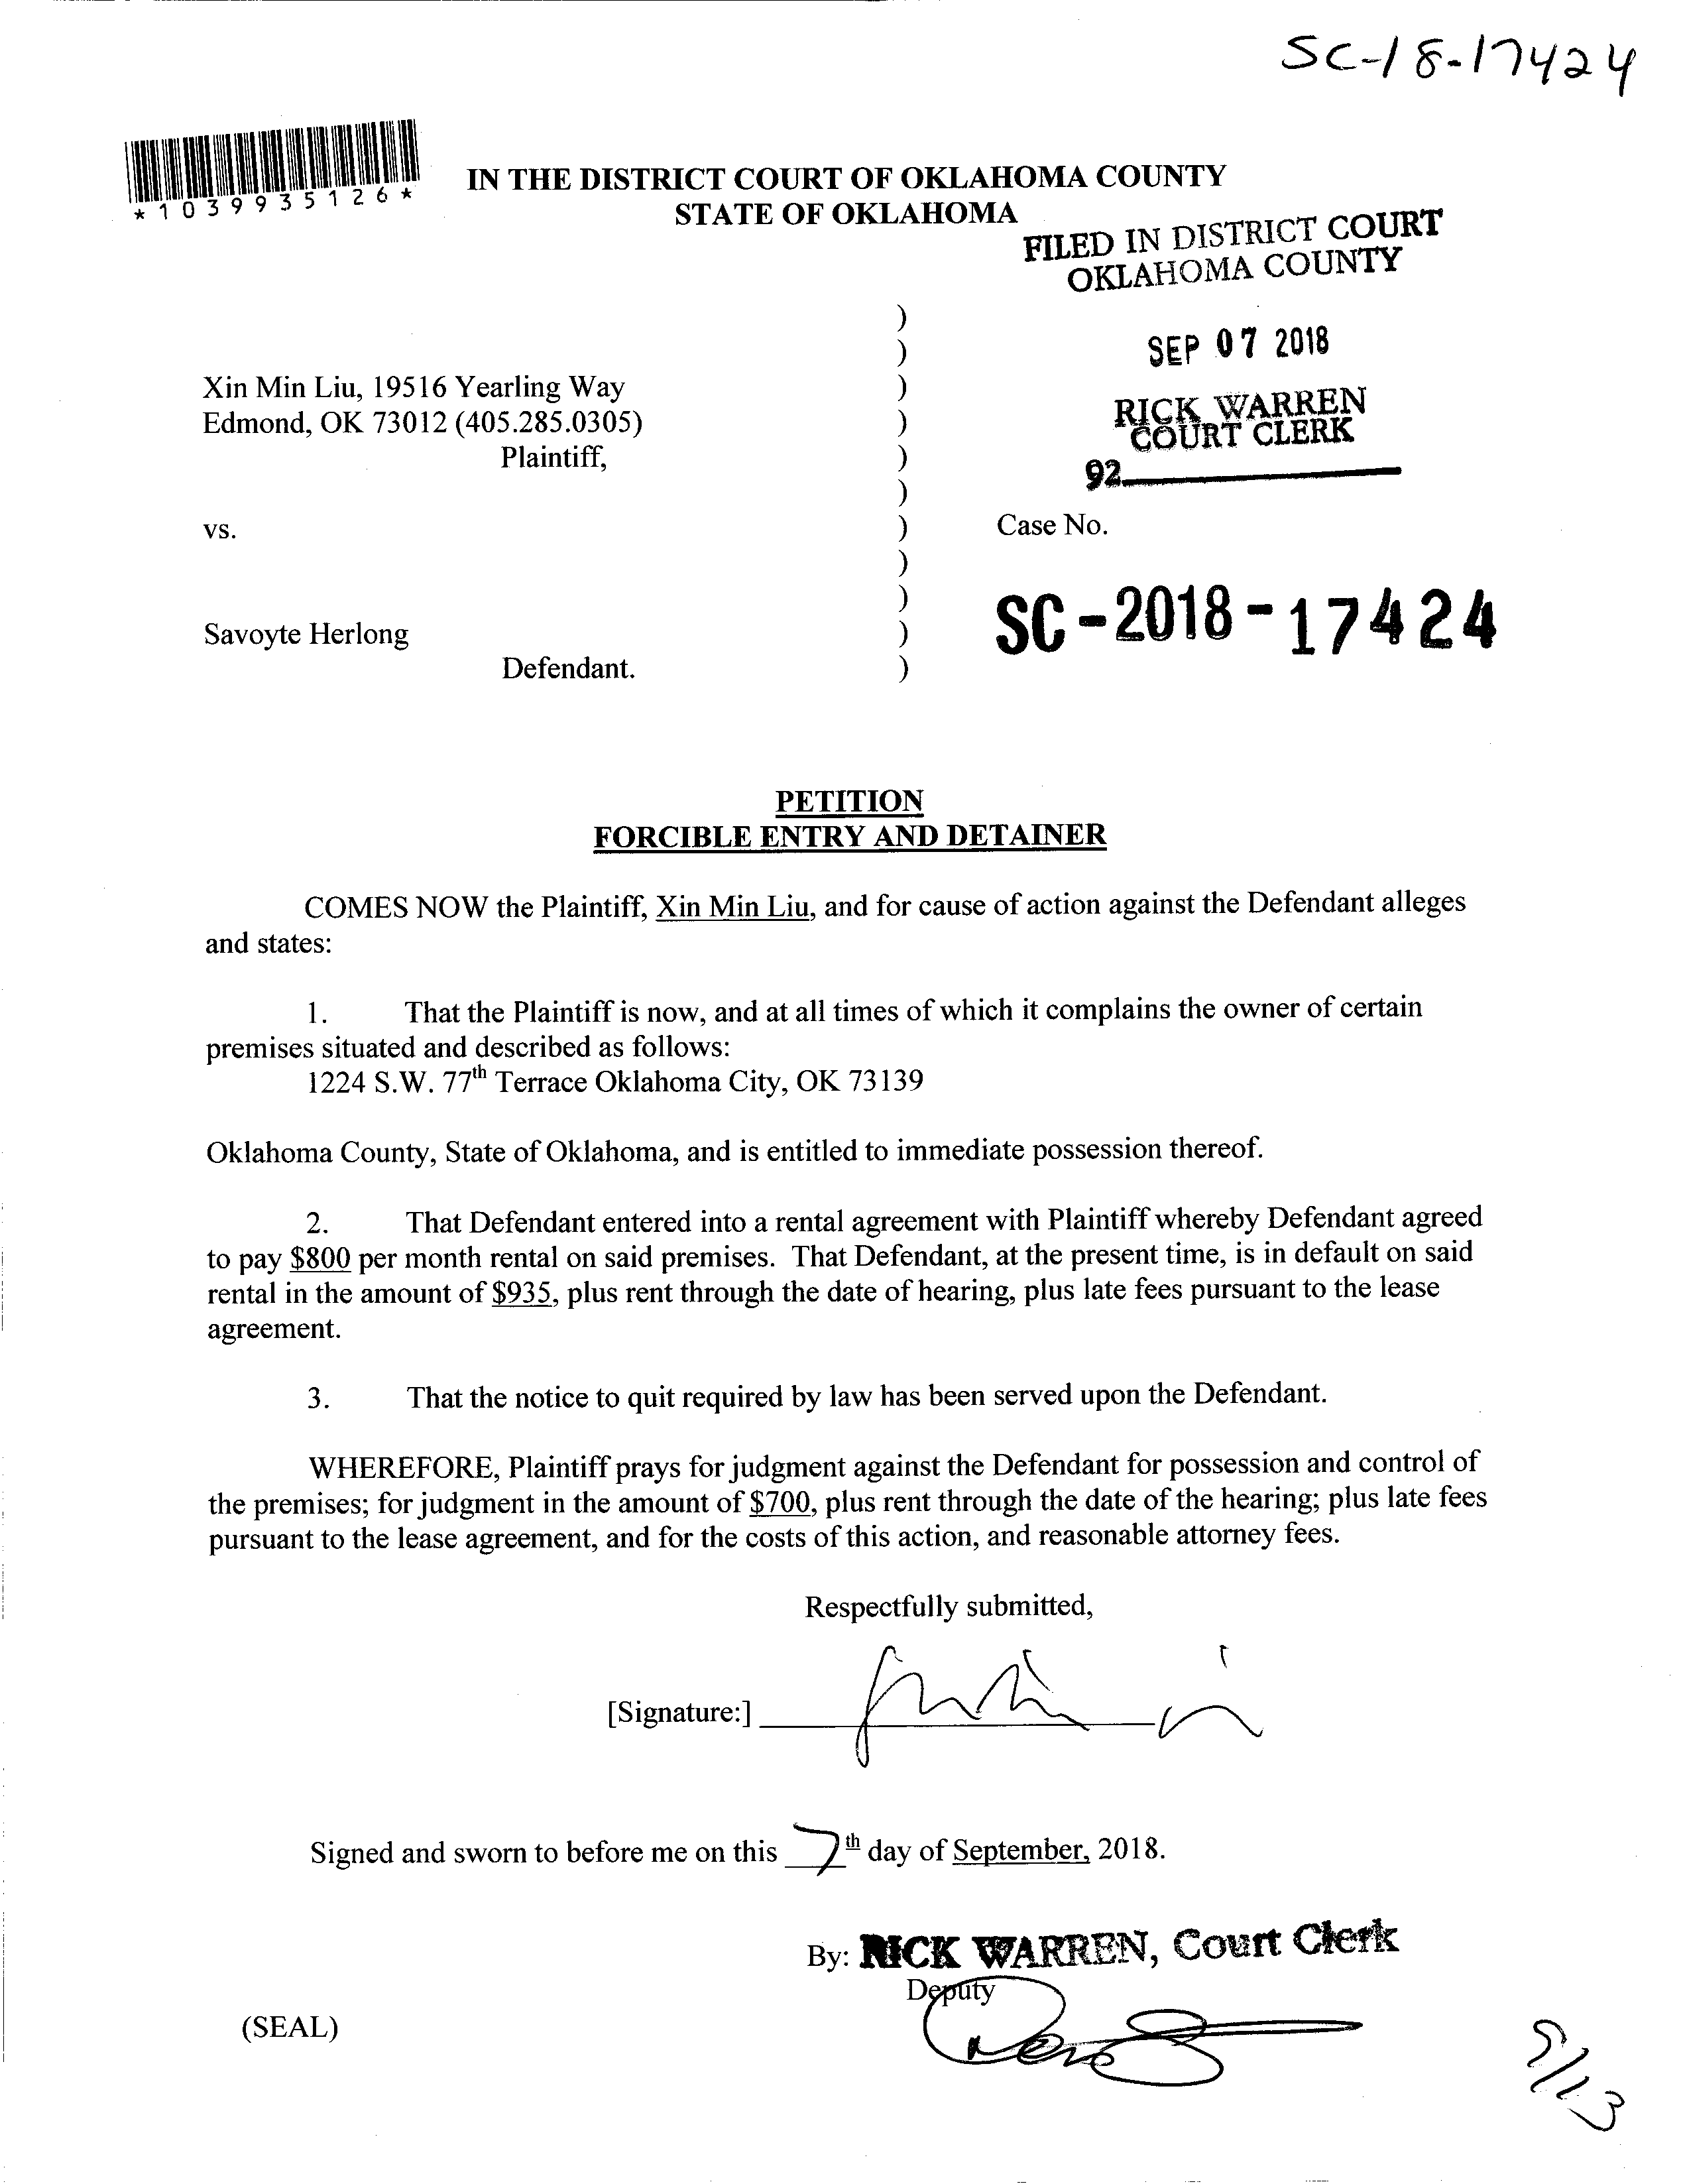 SC-18-17424
*1039935126*
IN THE DISTRICT COURT OF OKLAHOMA COUNTY
STATE OF OKLAHOMA
FILED IN DISTRICT COURT
OKLAHOMA COUNTY
SEP 07 2018
RICK WARREN
COURT CLERK
92
Xin Min Liu, 19516 Yearling Way
Edmond, OK 73012 (405.285.0305)
Plaintiff,
vs.
Savoyte Herlong
Defendant.
)
)
)
)
)
)
)
)
)
)
)
Case No.
SC-2018-17424
PETITION
FORCIBLE ENTRY AND DETAINER
COMES NOW the Plaintiff, Xin Min Liu, and for cause of action against the Defendant alleges
and states:
1. That the Plaintiff is now, and at all times of which it complains the owner of certain
premises situated and described as follows:
1224 S.W. 77th Terrace Oklahoma City, OK 73139
Oklahoma County, State of Oklahoma, and is entitled to immediate possession thereof.
2. That Defendant entered into a rental agreement with Plaintiff whereby Defendant agreed
to pay $800 per month rental on said premises. That Defendant, at the present time, is in default on said
rental in the amount of $935, plus rent through the date of hearing, plus late fees pursuant to the lease
agreement.
3. That the notice to quit required by law has been served upon the Defendant.
WHEREFORE, Plaintiff prays for judgment against the Defendant for possession and control of
the premises; for judgment in the amount of $700, plus rent through the date of the hearing; plus late fees
pursuant to the lease agreement, and for the costs of this action, and reasonable attorney fees.
Respectfully submitted,
[Signature:]
Signed and sworn to before me on this 7th day of September, 2018.
By: RICK WARREN, Court Clerk
Deputy
(SEAL)